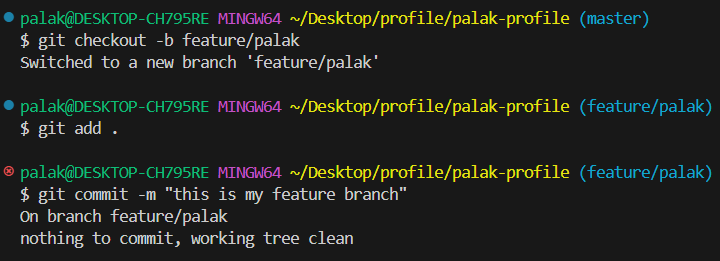 palak@DESKTOP-CH795RE MINGW64 ~/Desktop/profile/palak-profile (master)
$ git checkout -b feature/palak
Switched to a new branch 'feature/palak'
palak@DESKTOP-CH795RE MINGW64 ~/Desktop/profile/palak-profile (feature/palak)
$ git add .
palak@DESKTOP-CH795RE MINGW64 ~/Desktop/profile/palak-profile (feature/palak)
$ git commit -m "this is my feature branch"
On branch feature/palak
nothing to commit, working tree clean